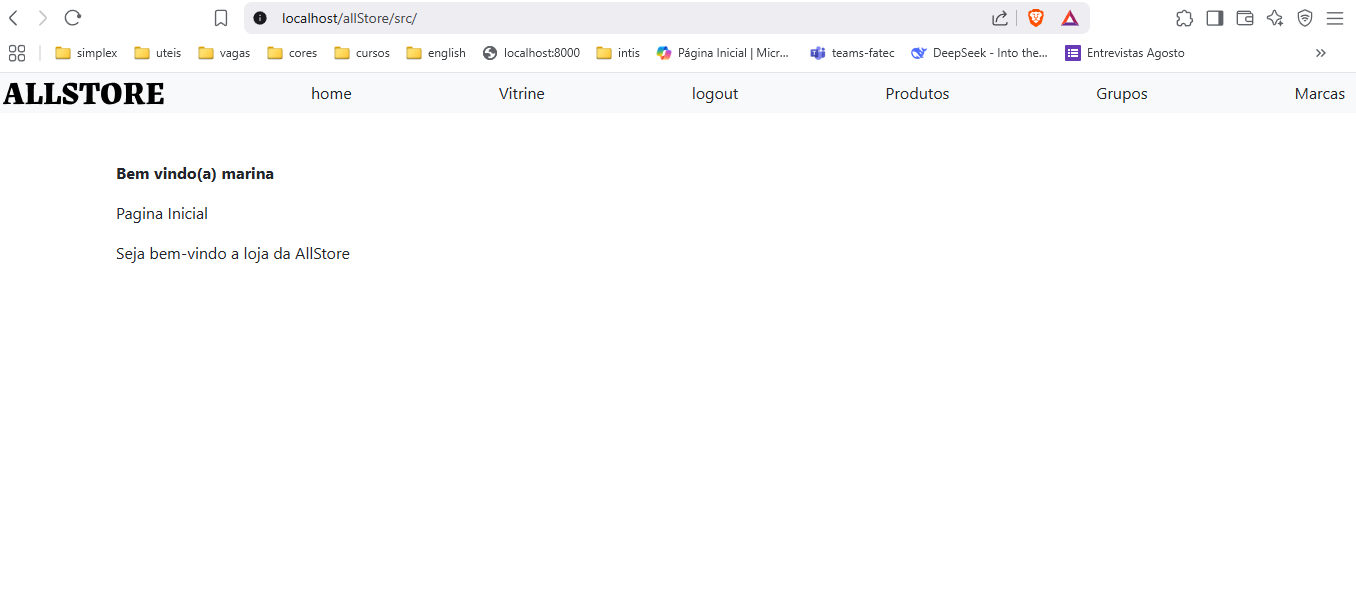 localhost/allStore/src/
simplex uteis vagas cores cursos english localhost:8000 intis Página Inicial | Micr... teams-fatec DeepSeek - Into the... Entrevistas Agosto
ALLSTORE home Vitrine logout Produtos Grupos Marcas
Bem vindo(a) marina
Pagina Inicial
Seja bem-vindo a loja da AllStore